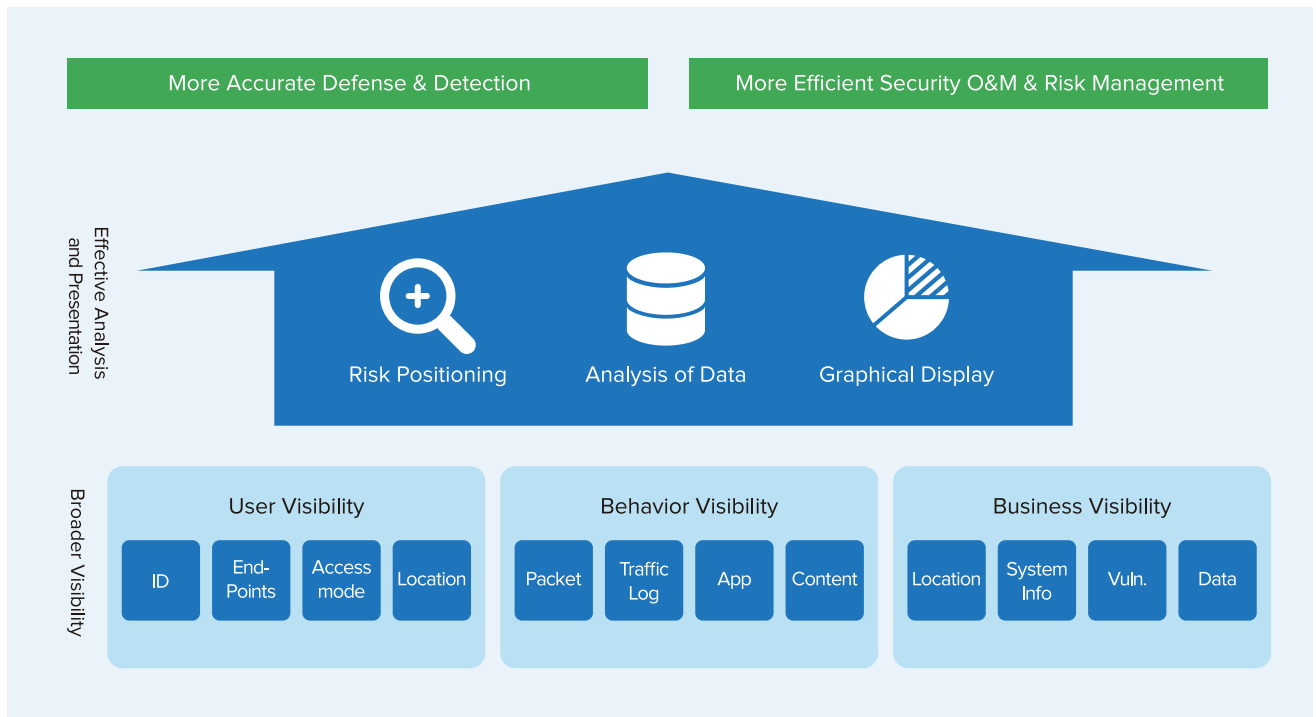 More Accurate Defense & Detection
More Efficient Security O&M & Risk Management
Effective Analysis
and Presentation
Risk Positioning
Analysis of Data
Graphical Display
Broader Visibility
User Visibility
ID
End-
Points
Access
mode
Location
Behavior Visibility
Packet
Traffic
Log
App
Content
Business Visibility
Location
System
Info
Vuln.
Data